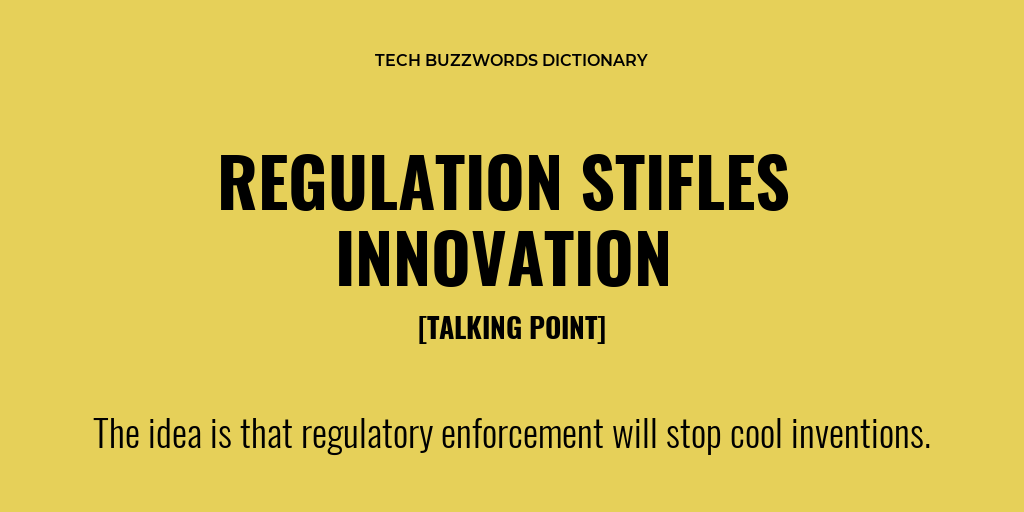 TECH BUZZWORDS DICTIONARY
REGULATION STIFLES
INNOVATION
[TALKING POINT]
The idea is that regulatory enforcement will stop cool inventions.